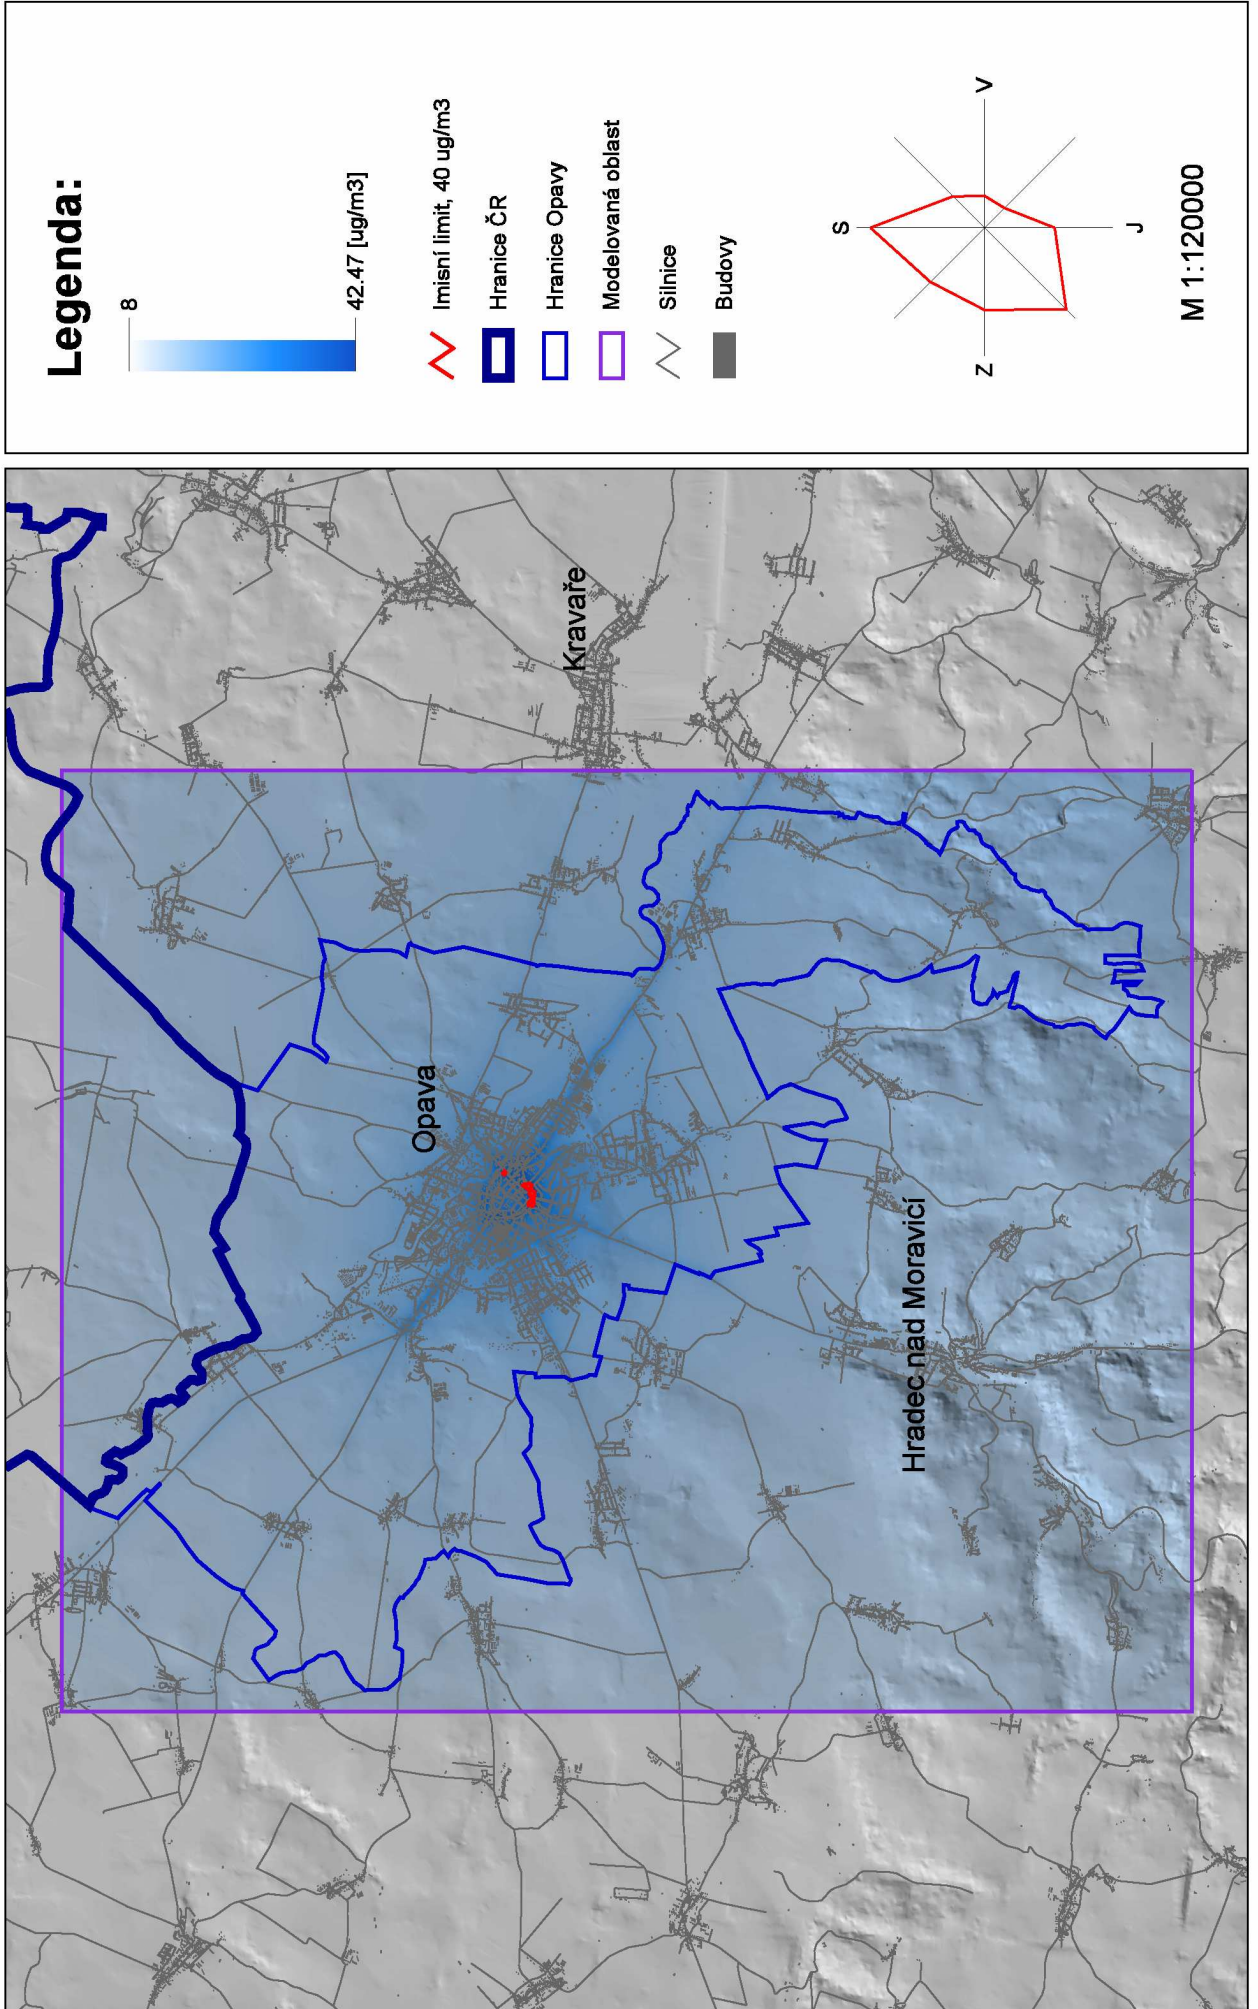 Legenda:
8
42.47 [ug/m3]
Imisní limit, 40 ug/m3
Hranice ČR
Hranice Opavy
Modelovaná oblast
Silnice
Budovy
S
V
Z
J
M 1:120000
Opava
Kravaře
Hradec nad Moravicí